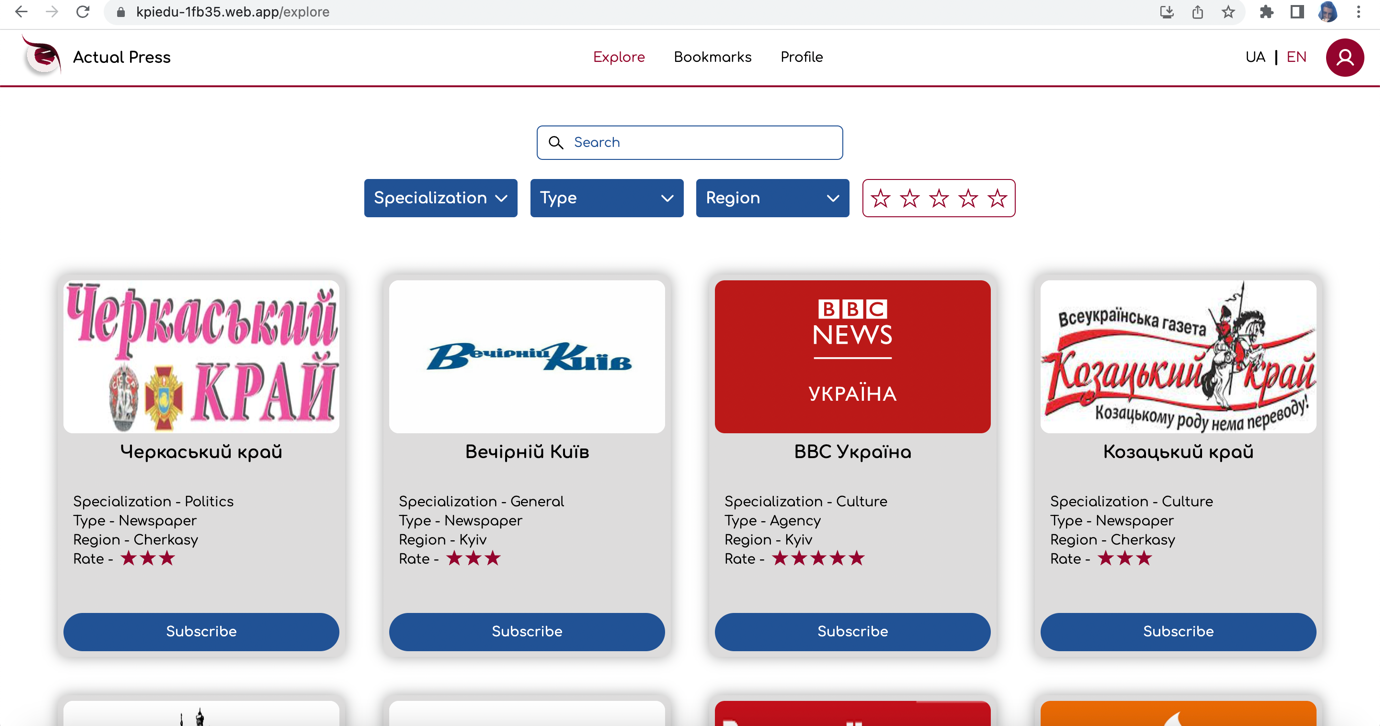 kpiedu-1fb35.web.app/explore
Actual Press
Explore Bookmarks Profile
UA | EN
Search
Specialization Type Region
Черкаський
КРАЙ
Черкаський край
Specialization - Politics
Type - Newspaper
Region - Cherkasy
Rate -
Subscribe
Вечірній Київ
Вечірній Київ
Specialization - General
Type - Newspaper
Region - Kyiv
Rate -
Subscribe
BBC
NEWS
УКРАЇНА
BBC Україна
Specialization - Culture
Type - Agency
Region - Kyiv
Rate -
Subscribe
Всеукраїнська газета
Козацький край
Козацькому роду нема переводу!
Козацький край
Specialization - Culture
Type - Newspaper
Region - Cherkasy
Rate -
Subscribe